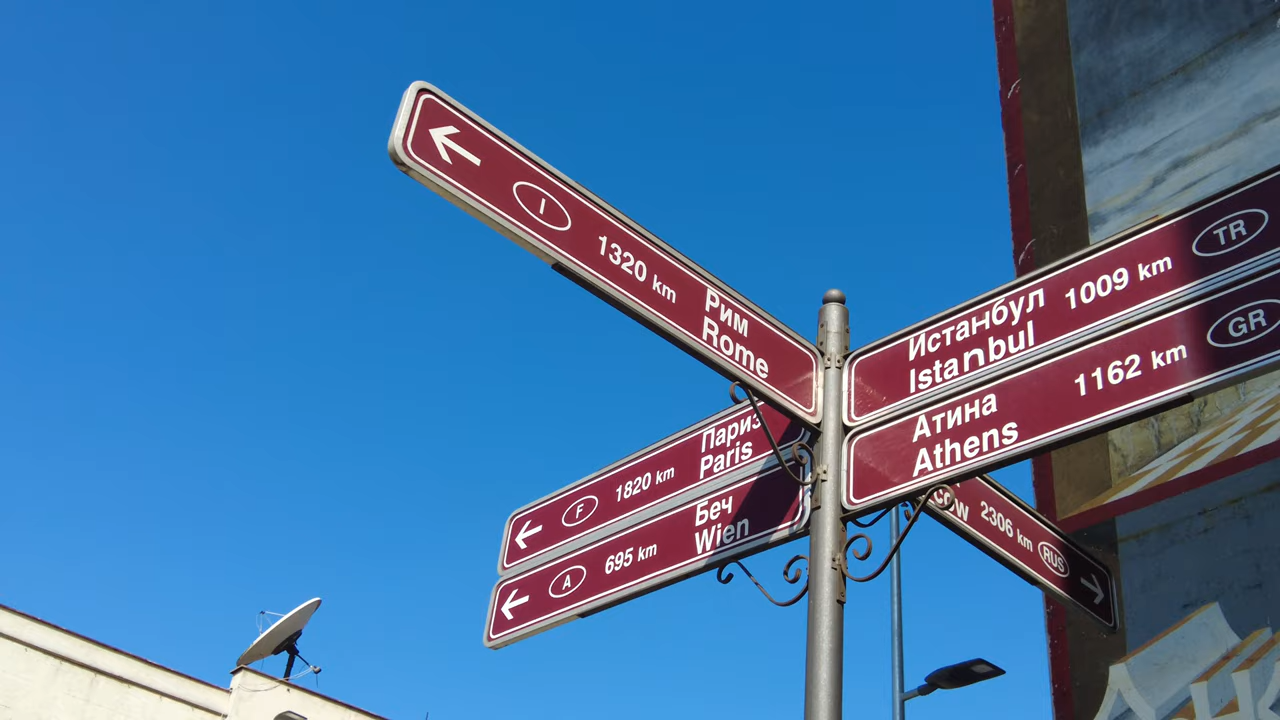 ← I 1320 km Рим
Rome
Париз
← F 1820 km Paris
Беч
← A 695 km Wien
Истанбул 1009 km TR
Istanbul
Атина 1162 km GR
Athens
2306 km RUS →